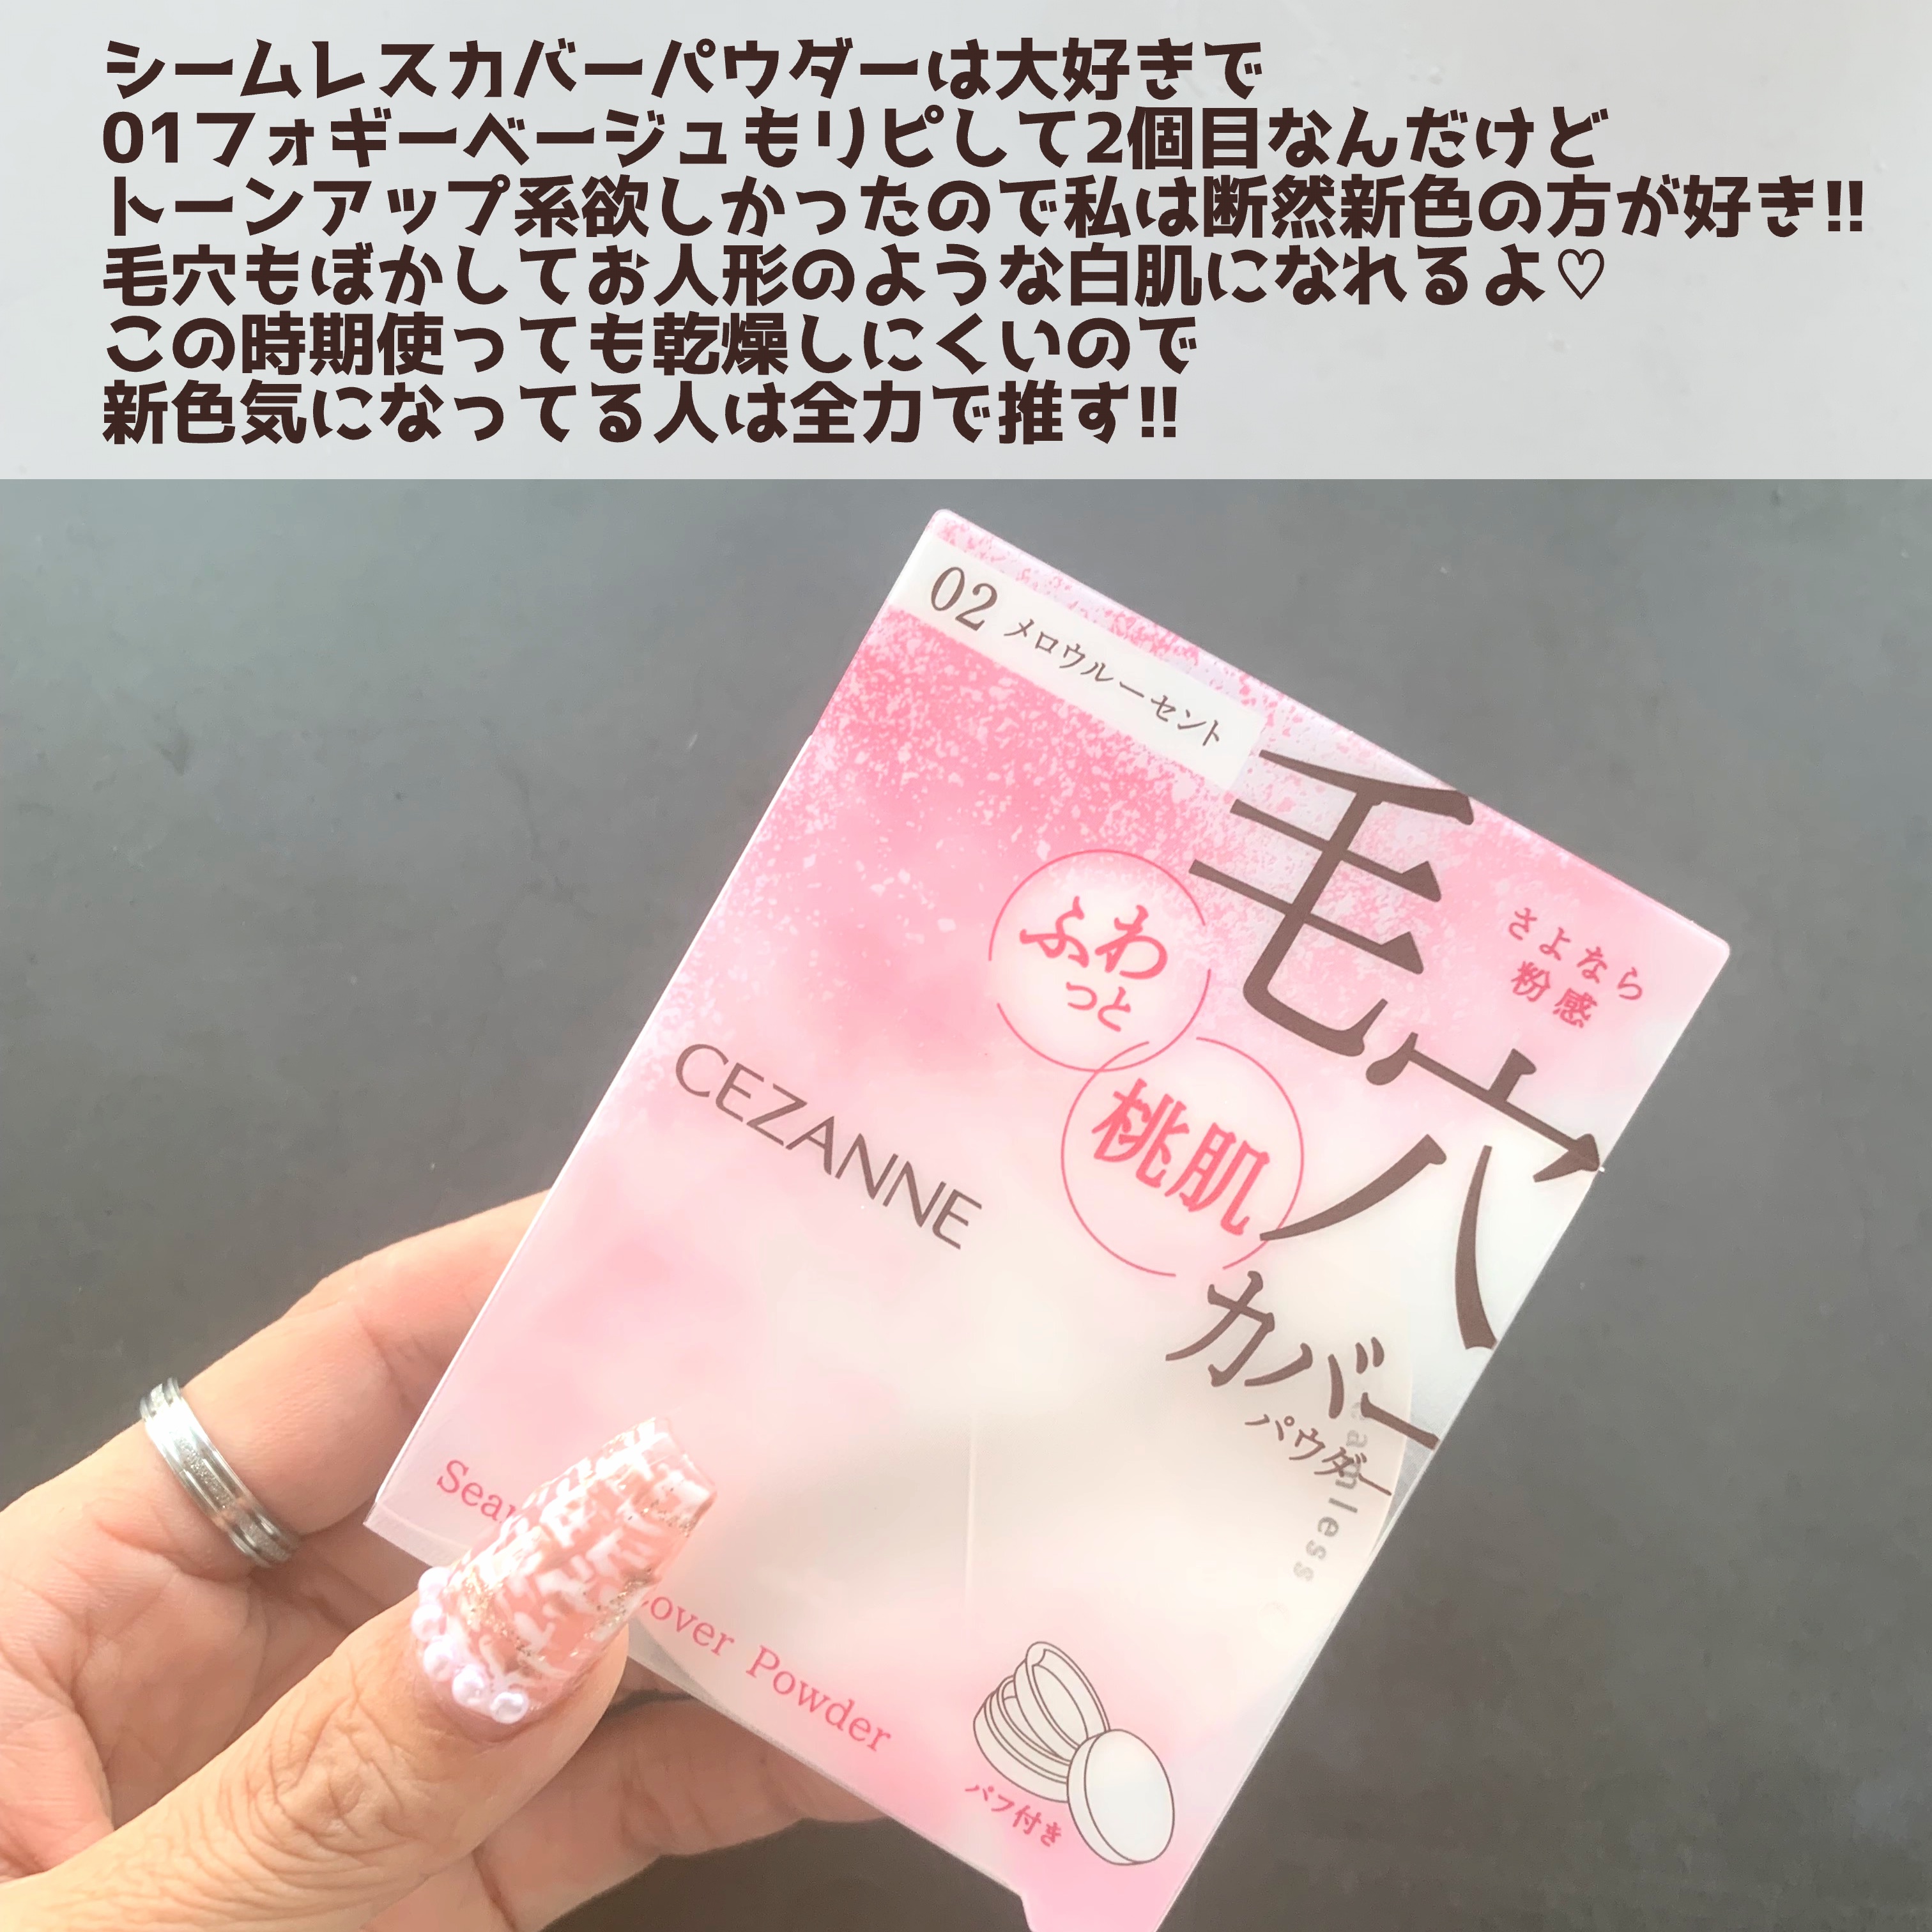 シームレスカバーパウダーは大好きで
01フォギーベージュもリピして2個目なんだけど
トーンアップ系欲しかったので私は断然新色の方が好き!!
毛穴もぼかしてお人形のような白肌になれるよ♡
この時期使っても乾燥しにくいので
新色気になってる人は全力で推す!!
02 メロウルーセント
毛穴
カバー
パウダー
さよなら
粉感
ふわ
っと
桃肌
CEZANNE
Powder
パフ付き